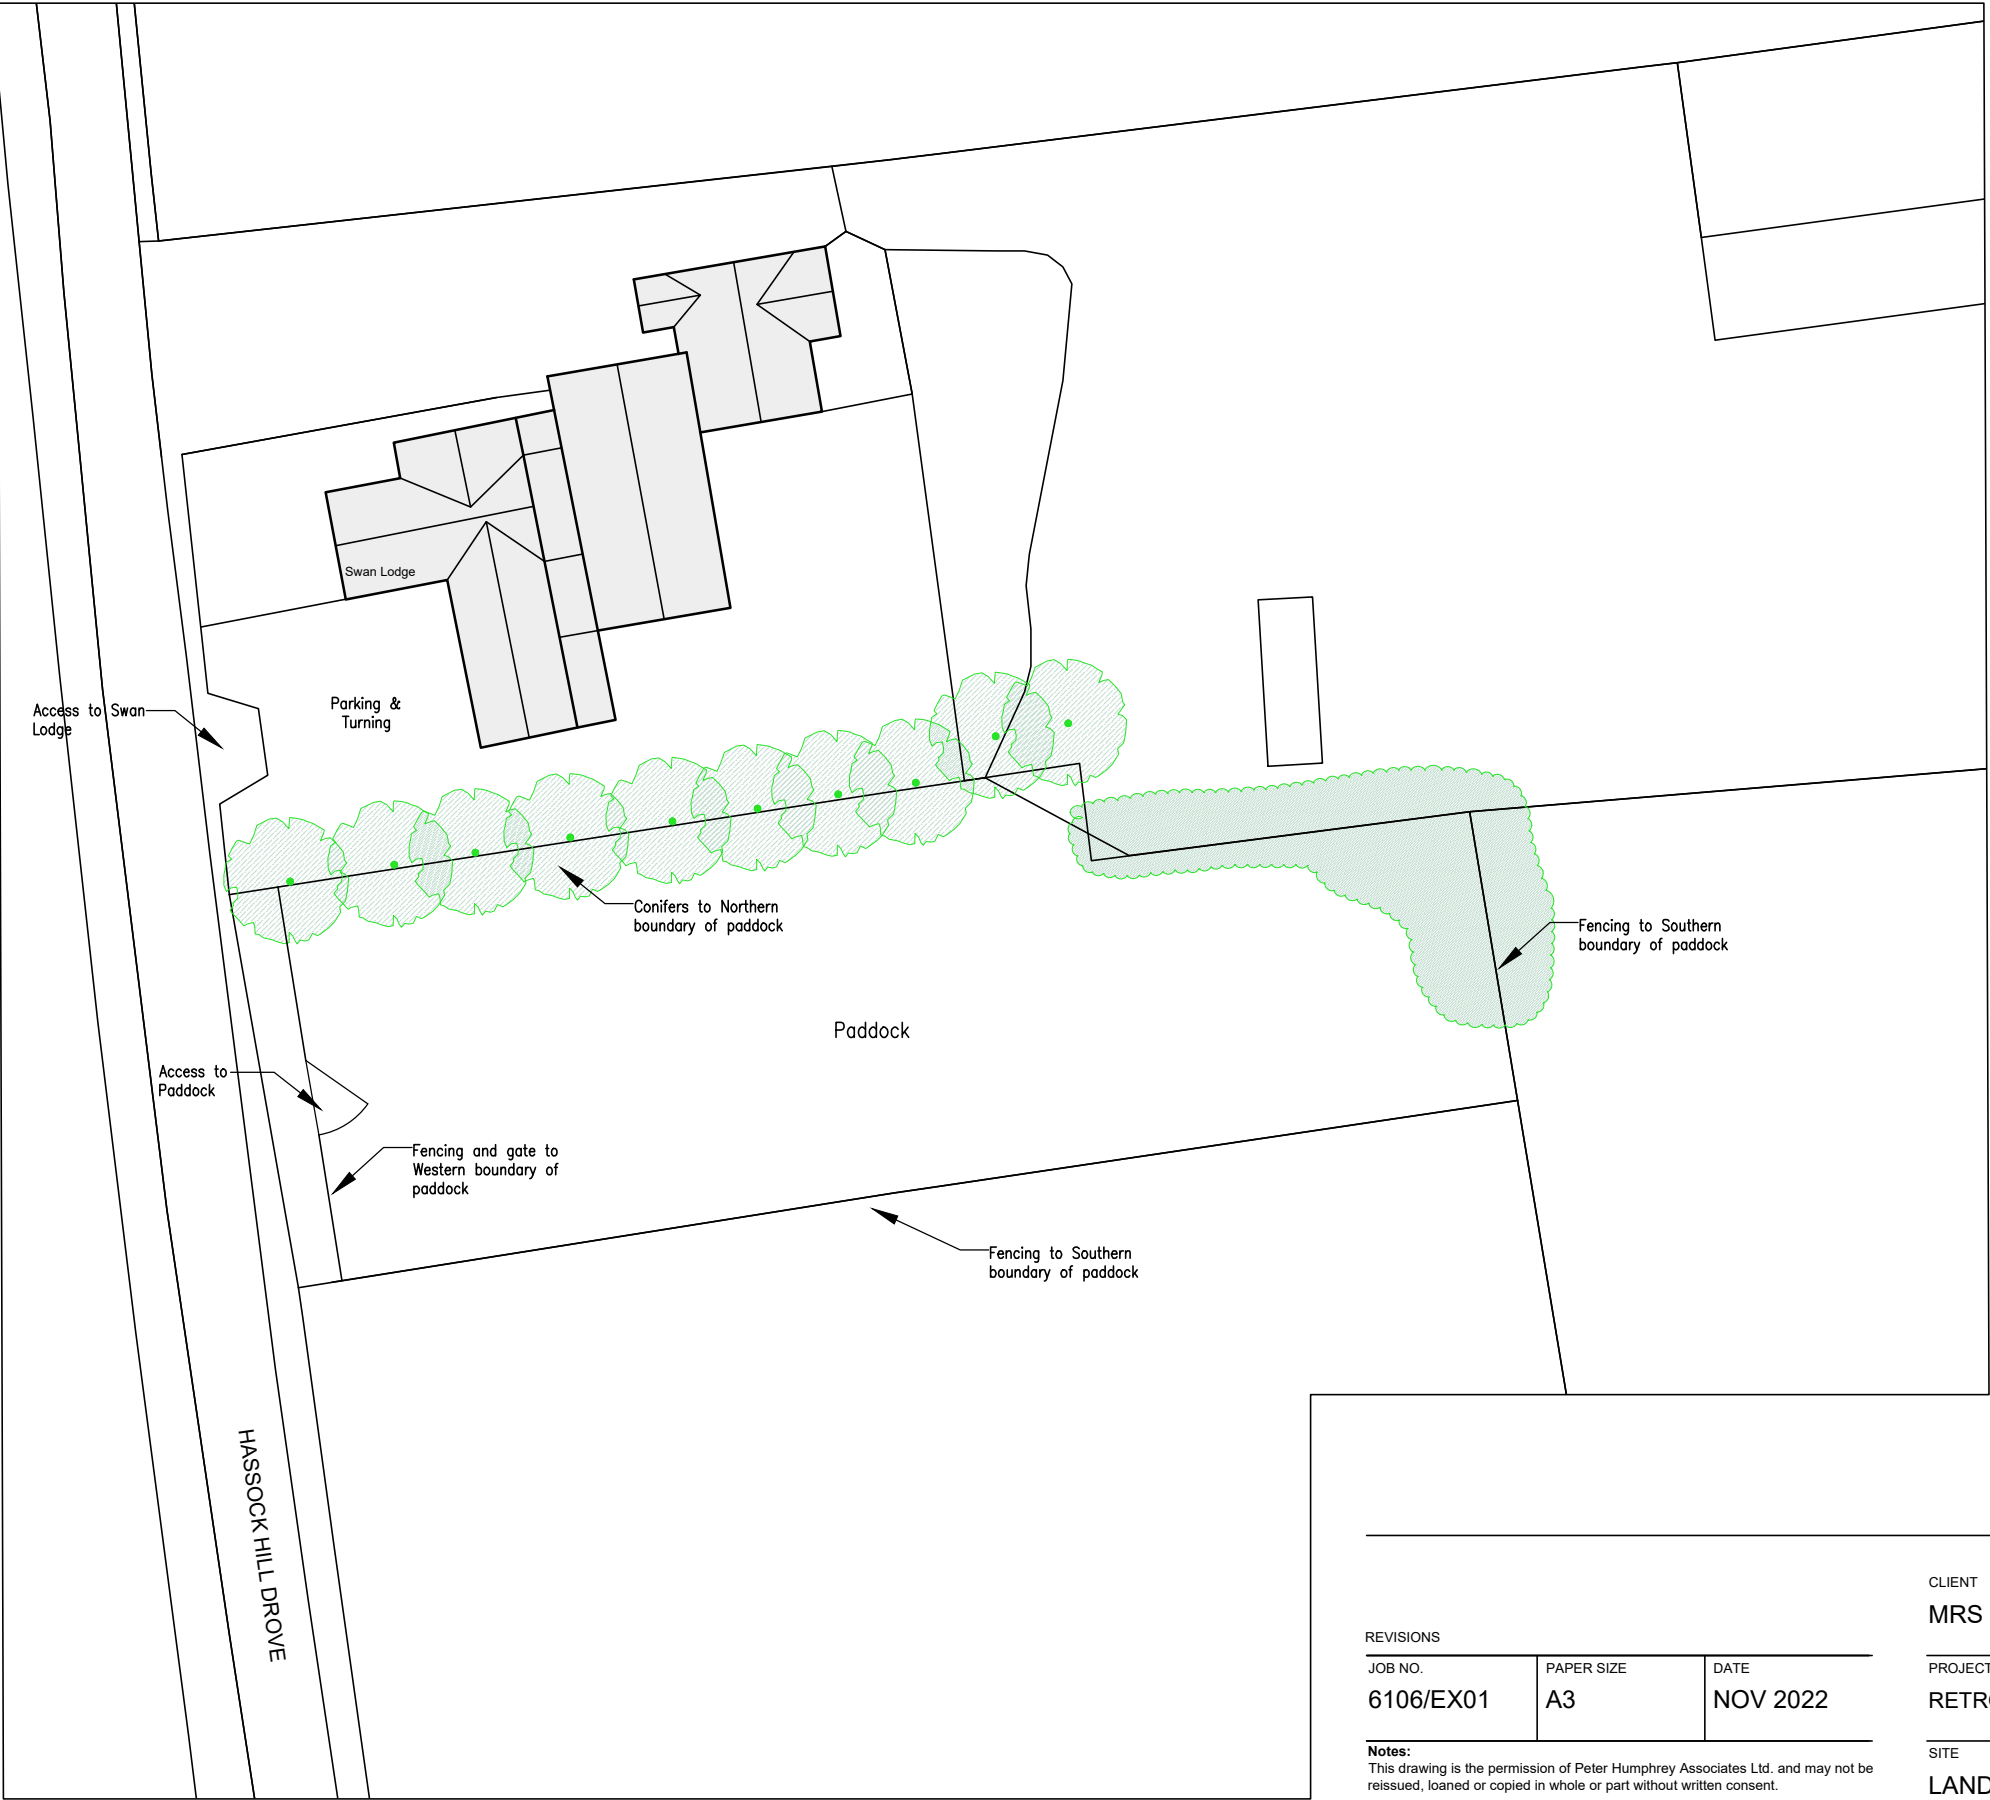 Swan Lodge
Parking &
Turning
Access to Swan
Lodge
Conifers to Northern
boundary of paddock
Fencing to Southern
boundary of paddock
Paddock
Access to
Paddock
Fencing and gate to
Western boundary of
paddock
Fencing to Southern
boundary of paddock
HASSOCK HILL DROVE
REVISIONS
JOB NO.
6106/EX01
PAPER SIZE
A3
DATE
NOV 2022
Notes:
This drawing is the permission of Peter Humphrey Associates Ltd. and may not be
reissued, loaned or copied in whole or part without written consent.
CLIENT
MRS
PROJECT
SITE
LAND